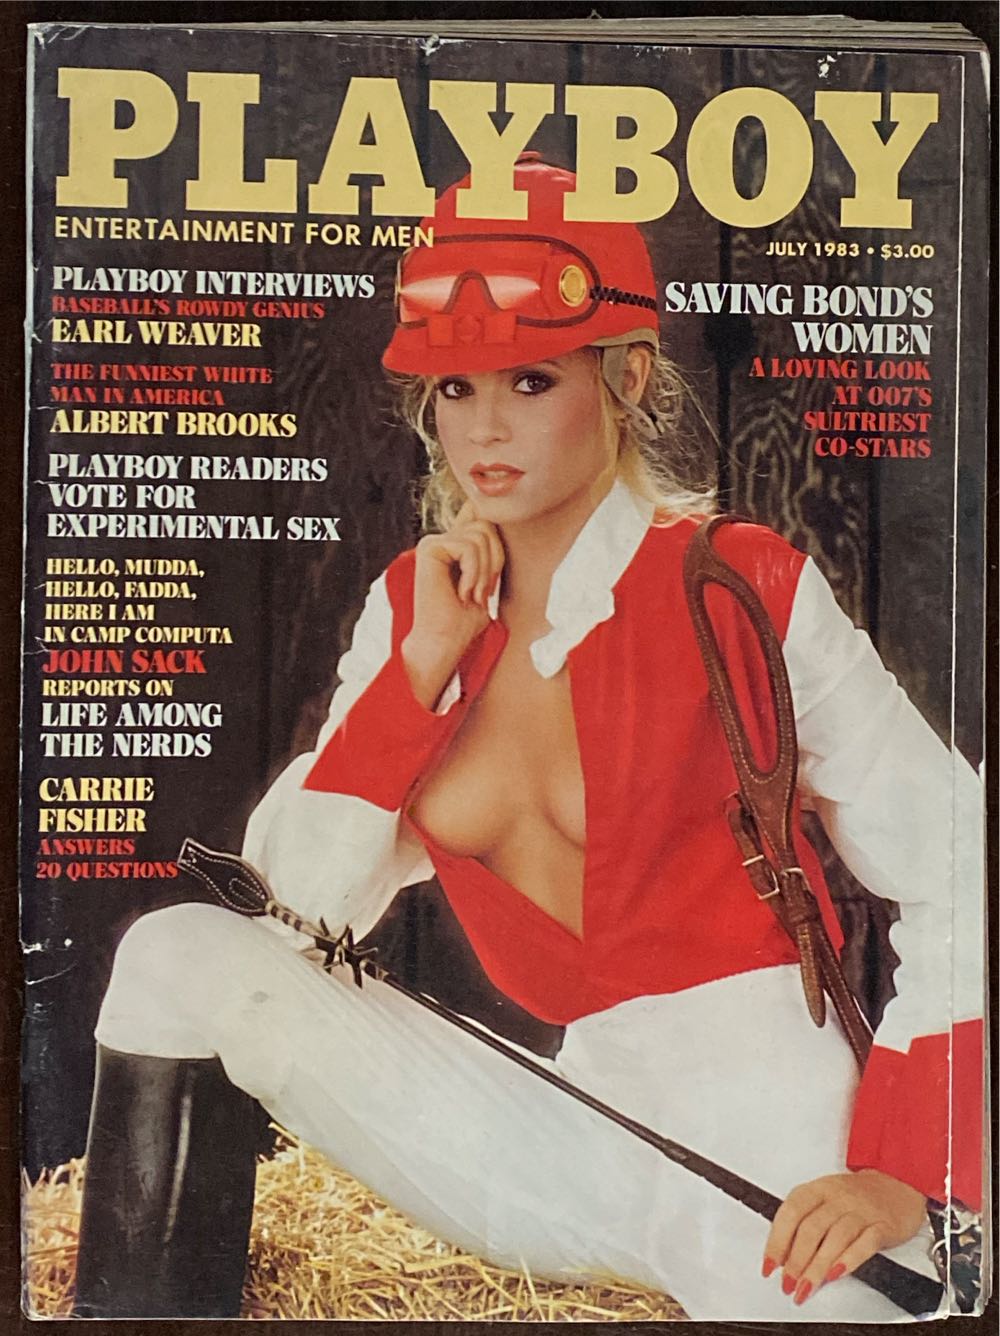 PLAYBOY
ENTERTAINMENT FOR MEN
JULY 1983 • $3.00
PLAYBOY INTERVIEWS
BASEBALL'S ROWDY GENIUS
EARL WEAVER
THE FUNNIEST WHITE
MAN IN AMERICA
ALBERT BROOKS
PLAYBOY READERS
VOTE FOR
EXPERIMENTAL SEX
HELLO, MUDDA,
HELLO, FADDA,
HERE I AM
IN CAMP COMPUTA
JOHN SACK
REPORTS ON
LIFE AMONG
THE NERDS
CARRIE
FISHER
ANSWERS
20 QUESTIONS
SAVING BOND'S
WOMEN
A LOVING LOOK
AT 007'S
SULTRIEST
CO-STARS